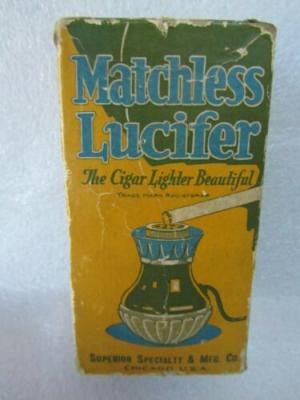 Matchless
Lucifer
The Cigar Lighter Beautiful
TRADE MARK REGISTERED
SUPERIOR SPECIALTY & MFG. CO.
CHICAGO U.S.A.